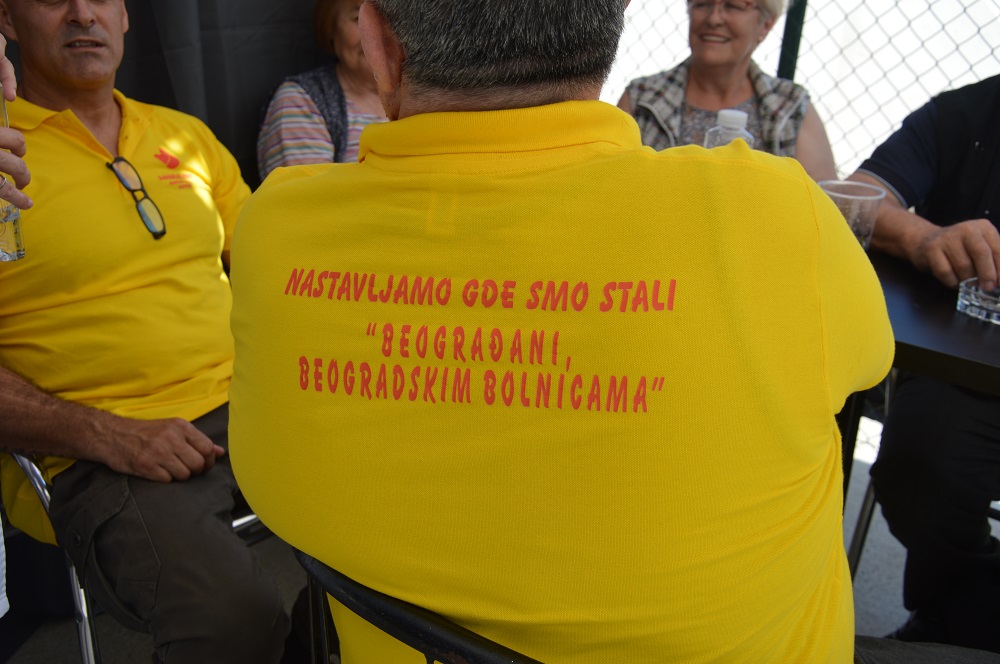 NASTAVLJAMO GDE SMO STALI
"BEOGRAĐANI,
BEOGRADSKIM BOLNICAMA"